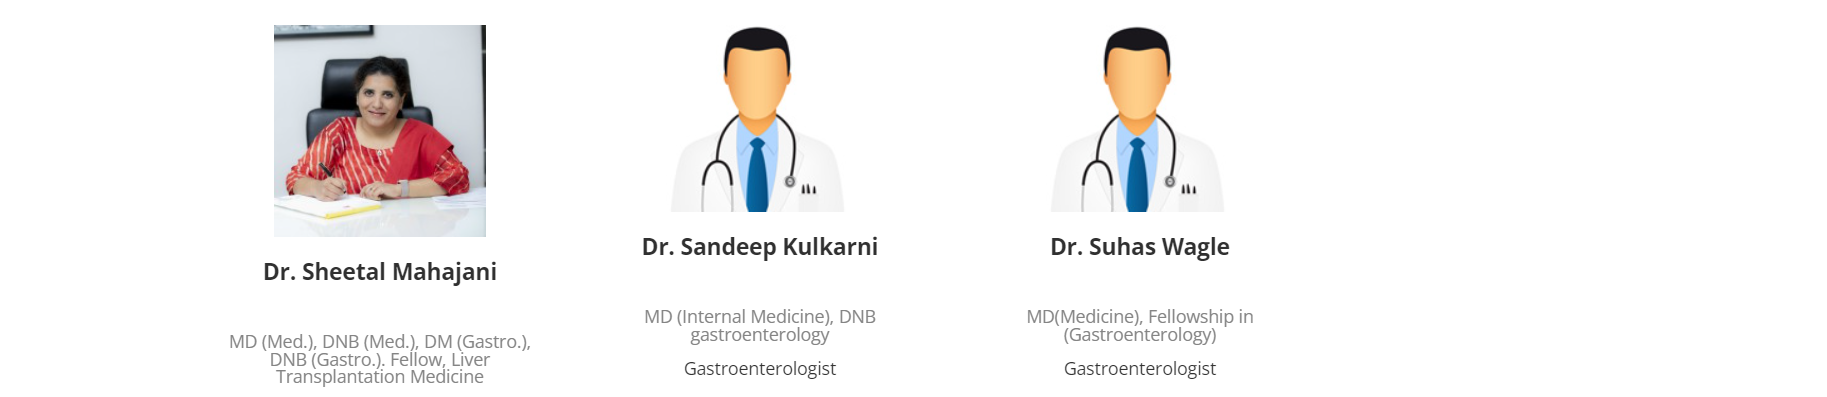 Dr. Sheetal Mahajani
MD (Med.), DNB (Med.), DM (Gastro.),
DNB (Gastro.). Fellow, Liver
Transplantation Medicine
Dr. Sandeep Kulkarni
MD (Internal Medicine), DNB
gastroenterology
Gastroenterologist
Dr. Suhas Wagle
MD(Medicine), Fellowship in
(Gastroenterology)
Gastroenterologist